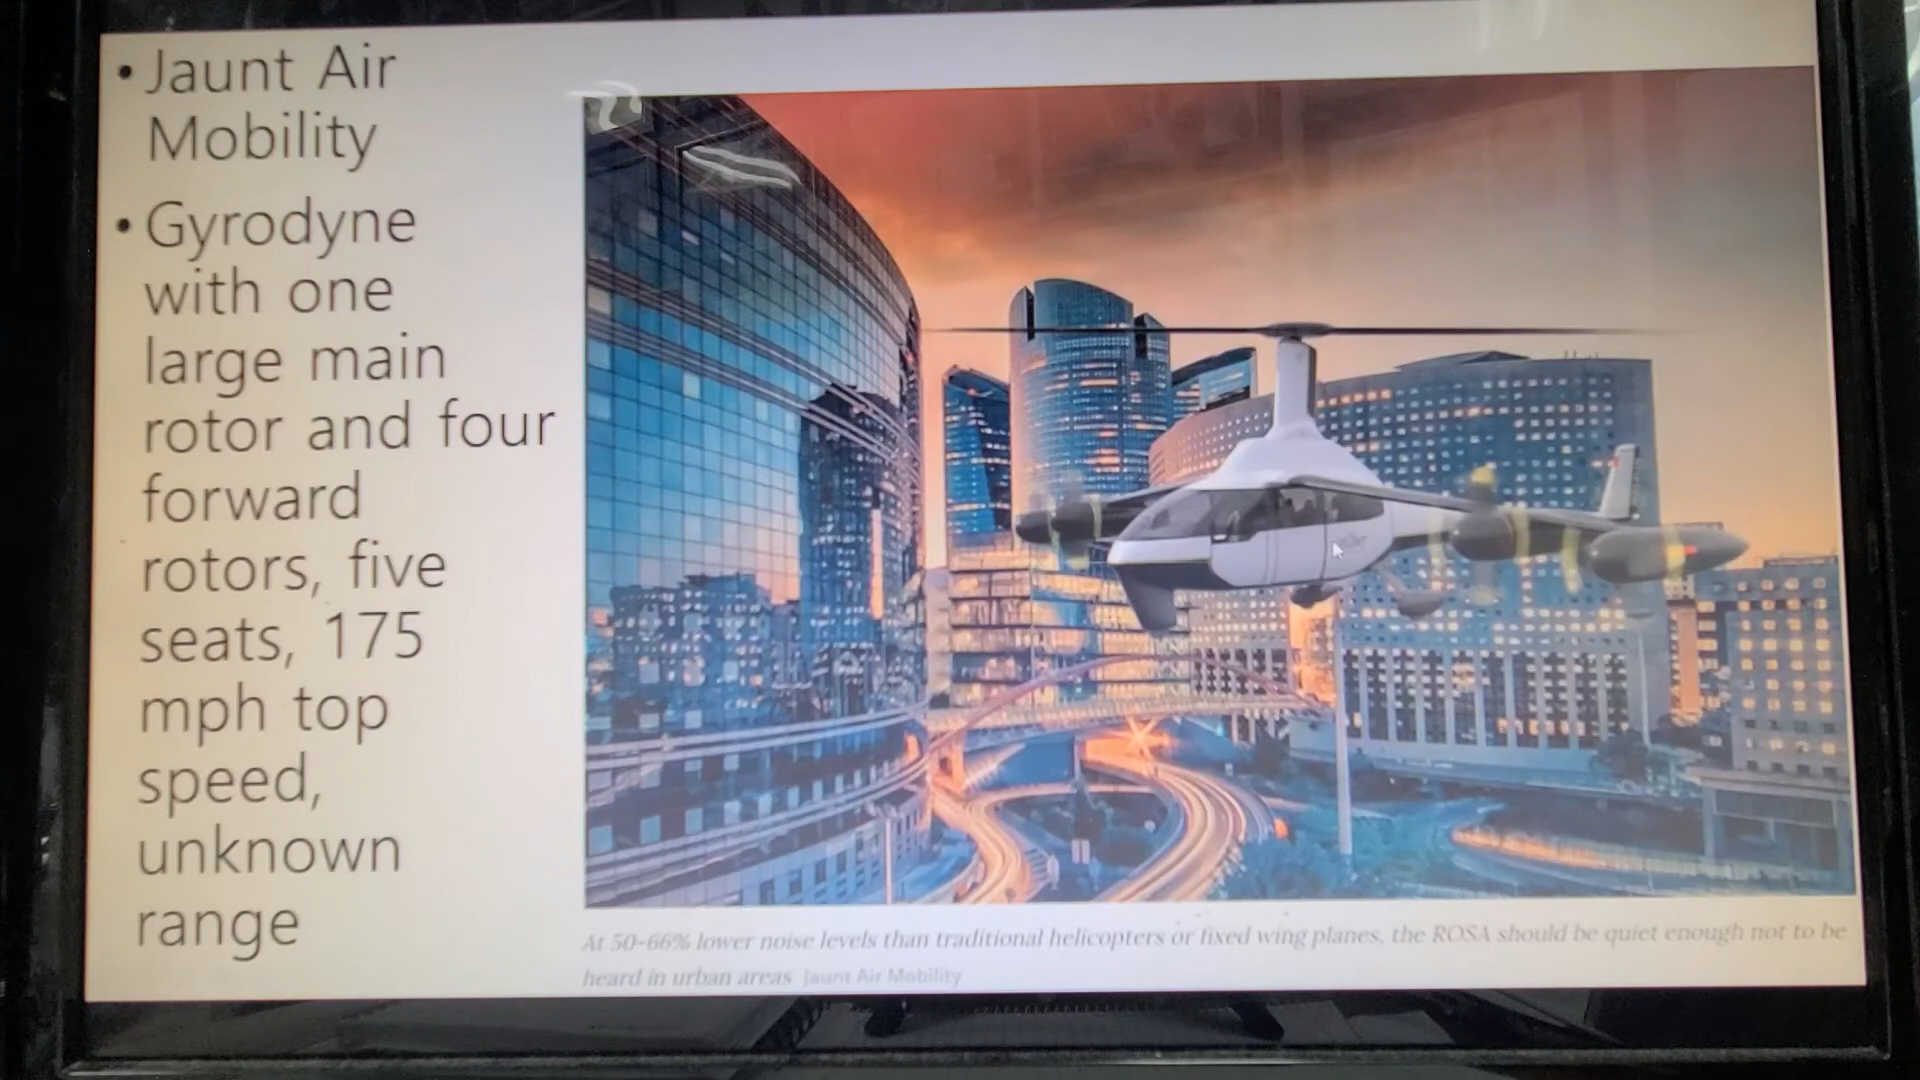 • Jaunt Air
Mobility
• Gyrodyne
with one
large main
rotor and four
forward
rotors, five
seats, 175
mph top
speed,
unknown
range
At 50-66% lower noise levels than traditional helicopters or fixed wing planes, the ROSA should be quiet enough not to be
heard in urban areas Jaunt Air Mobility